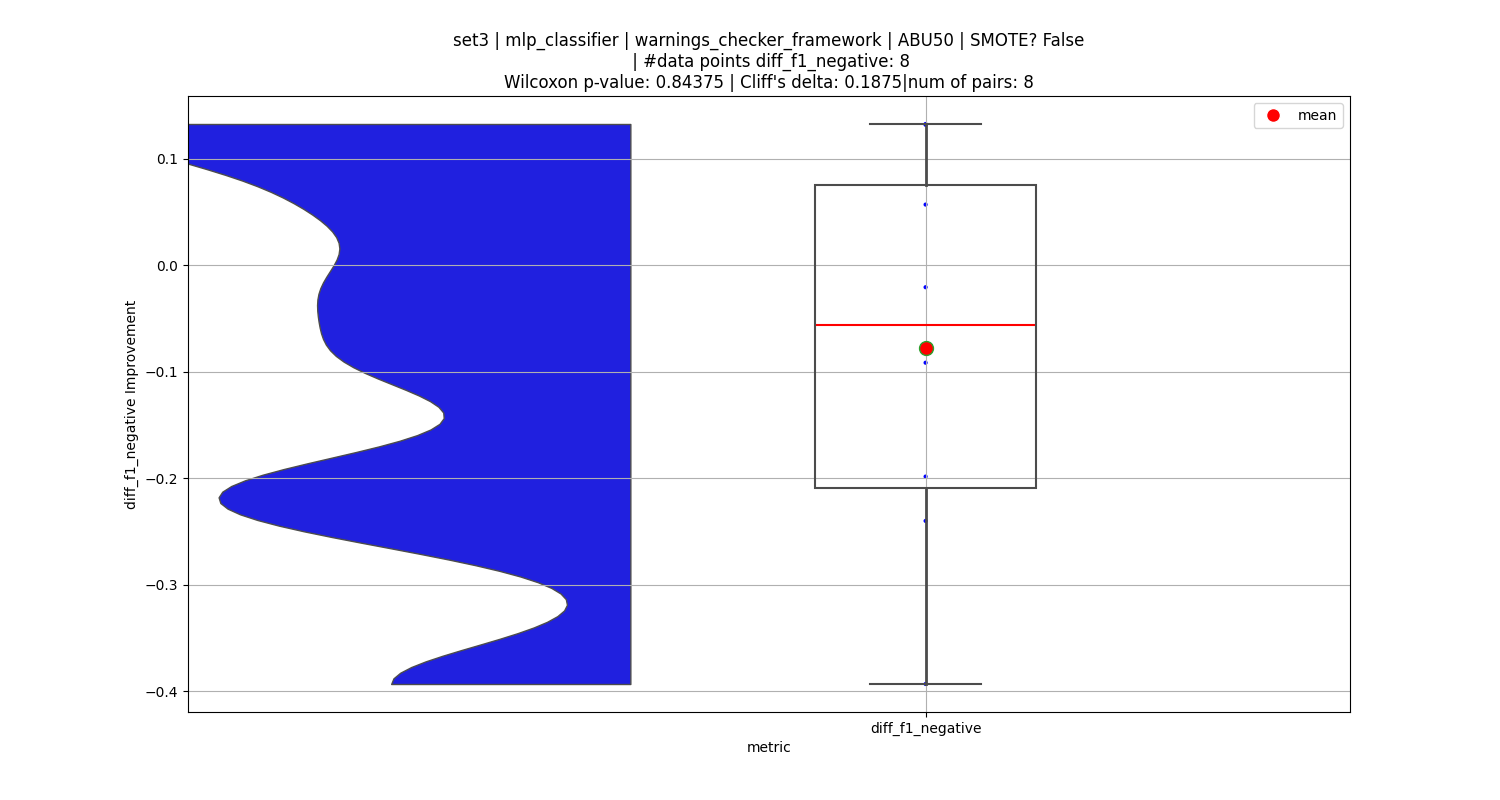 set3 | mlp_classifier | warnings_checker_framework | ABU50 | SMOTE? False
| #data points diff_f1_negative: 8
Wilcoxon p-value: 0.84375 | Cliff's delta: 0.1875|num of pairs: 8
mean
0.1
0.0
−0.1
−0.2
−0.3
−0.4
diff_f1_negative Improvement
diff_f1_negative
metric